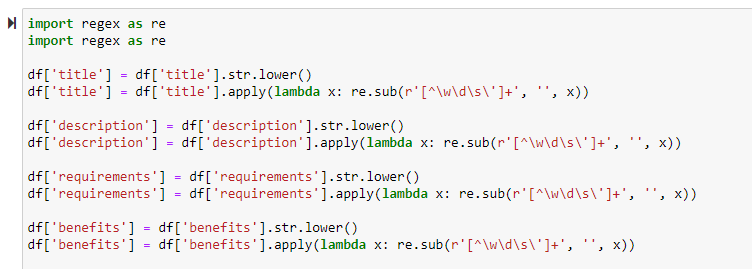 import regex as re
import regex as re
df['title'] = df['title'].str.lower()
df['title'] = df['title'].apply(lambda x: re.sub(r'[^\w\d\s\']+', '', x))
df['description'] = df['description'].str.lower()
df['description'] = df['description'].apply(lambda x: re.sub(r'[^\w\d\s\']+', '', x))
df['requirements'] = df['requirements'].str.lower()
df['requirements'] = df['requirements'].apply(lambda x: re.sub(r'[^\w\d\s\']+', '', x))
df['benefits'] = df['benefits'].str.lower()
df['benefits'] = df['benefits'].apply(lambda x: re.sub(r'[^\w\d\s\']+', '', x))